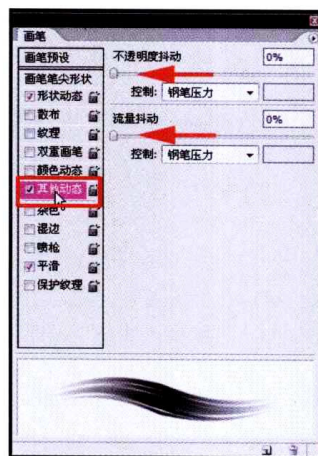 画笔
画笔预设
不透明度抖动 0%
画笔笔尖形状
形状动态
控制: 钢笔压力
散布
流量抖动 0%
纹理
控制: 钢笔压力
双重画笔
颜色动态
其他动态
杂色
湿边
喷枪
平滑
保护纹理